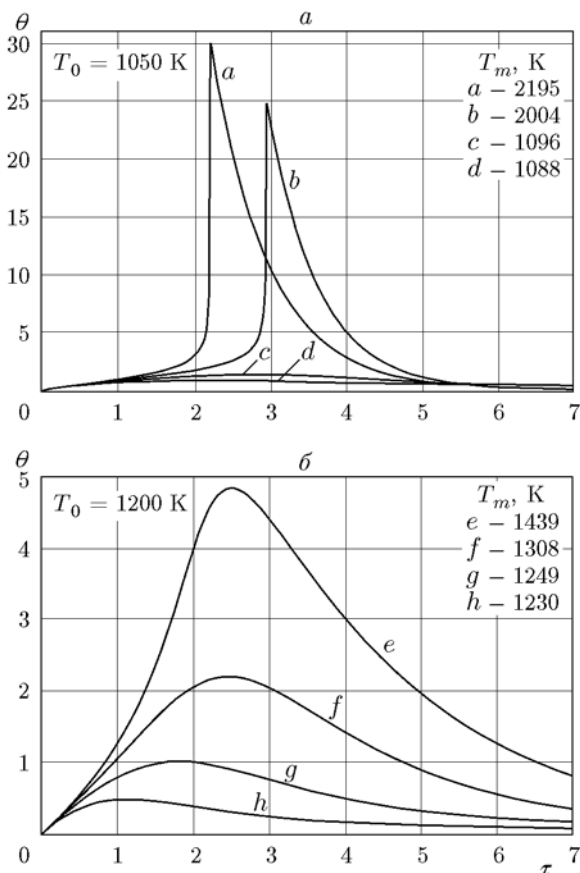 θ
а
30
T₀ = 1050 K
a
Tₘ, K
a – 2195
b – 2004
c – 1096
d – 1088
25
20
b
15
10
5
c
d
0
1
2
3
4
5
6
7
θ
б
5
T₀ = 1200 K
Tₘ, K
e – 1439
f – 1308
g – 1249
h – 1230
4
3
e
2
f
1
g
h
0
1
2
3
4
5
6
7
τ